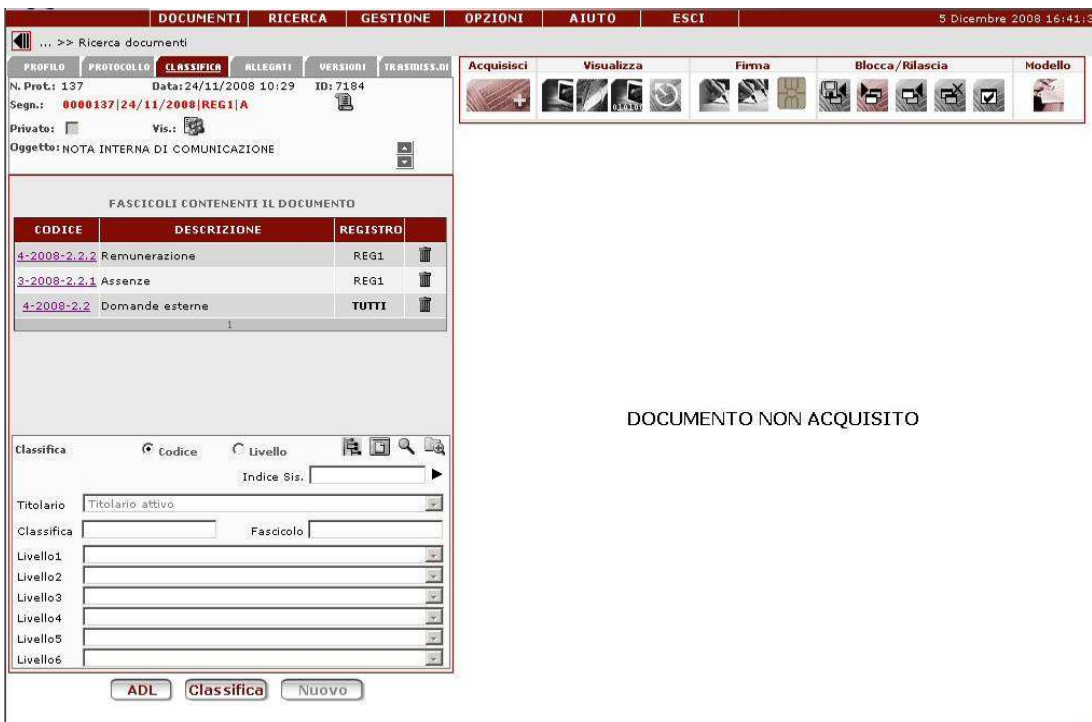 DOCUMENTI RICERCA GESTIONE OPZIONI AIUTO ESCI 5 Dicembre 2008 16:41:3
... >> Ricerca documenti
PROFILO PROTOCOLLO CLASSIFICA ALLEGATI VERSIONI TRASMISS.NI
Acquisisci Visualizza Firma Blocca/Rilascia Modello
N. Prot.: 137 Data: 24/11/2008 10:29 ID: 7184
Segn.: 0000137|24/11/2008|REG1|A
Privato: Vis.:
Oggetto: NOTA INTERNA DI COMUNICAZIONE
FASCICOLI CONTENENTI IL DOCUMENTO
CODICE DESCRIZIONE REGISTRO
4-2008-2.2.2 Remunerazione REG1
3-2008-2.2.1 Assenze REG1
4-2008-2.2 Domande esterne TUTTI
1
DOCUMENTO NON ACQUISITO
Classifica Codice Livello
Indice Sis.
Titolario Titolario attivo
Classifica Fascicolo
Livello1
Livello2
Livello3
Livello4
Livello5
Livello6
ADL Classifica Nuovo